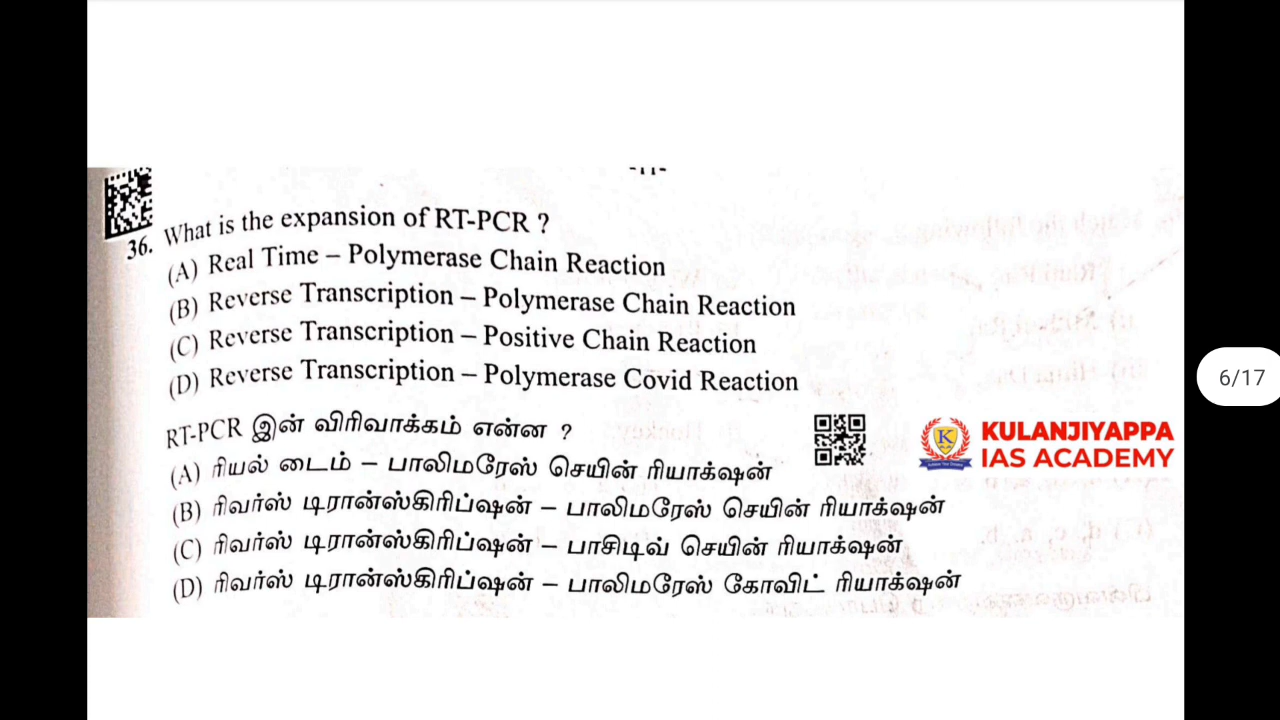 -11-
36. What is the expansion of RT-PCR ?
(A) Real Time – Polymerase Chain Reaction
(B) Reverse Transcription – Polymerase Chain Reaction
(C) Reverse Transcription – Positive Chain Reaction
(D) Reverse Transcription – Polymerase Covid Reaction
RT-PCR இன் விரிவாக்கம் என்ன ?
(A) ரியல் டைம் – பாலிமரேஸ் செயின் ரியாக்ஷன்
(B) ரிவர்ஸ் டிரான்ஸ்கிரிப்ஷன் – பாலிமரேஸ் செயின் ரியாக்ஷன்
(C) ரிவர்ஸ் டிரான்ஸ்கிரிப்ஷன் – பாசிடிவ் செயின் ரியாக்ஷன்
(D) ரிவர்ஸ் டிரான்ஸ்கிரிப்ஷன் – பாலிமரேஸ் கோவிட் ரியாக்ஷன்
KULANJIYAPPA
IAS ACADEMY
6/17